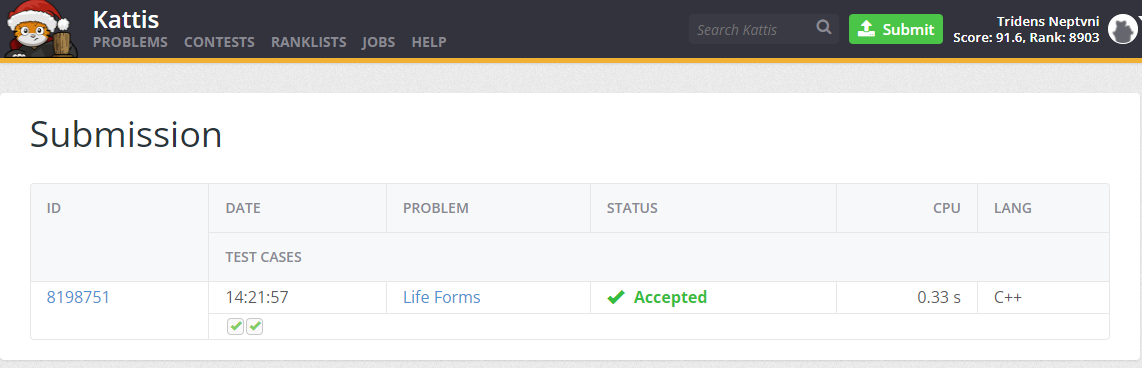 Kattis
PROBLEMS CONTESTS RANKLISTS JOBS HELP
Search Kattis
Submit
Tridens Neptvni
Score: 91.6, Rank: 8903
Submission
ID DATE PROBLEM STATUS CPU LANG
TEST CASES
8198751 14:21:57 Life Forms Accepted 0.33 s C++